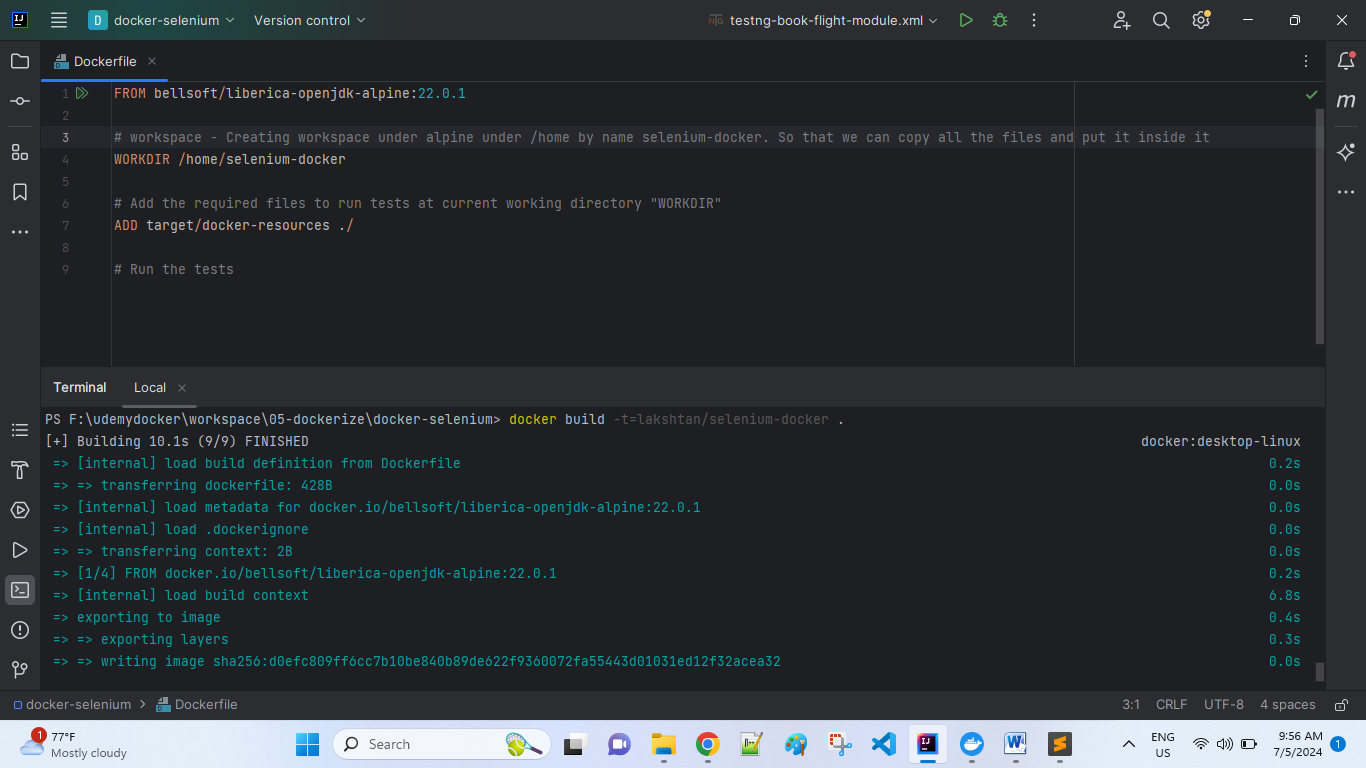 D docker-selenium Version control testng-book-flight-module.xml
Dockerfile
1 FROM bellsoft/liberica-openjdk-alpine:22.0.1
2
3 # workspace - Creating workspace under alpine under /home by name selenium-docker. So that we can copy all the files and put it inside it
4 WORKDIR /home/selenium-docker
5
6 # Add the required files to run tests at current working directory "WORKDIR"
7 ADD target/docker-resources ./
8
9 # Run the tests
Terminal Local
PS F:\udemydocker\workspace\05-dockerize\docker-selenium> docker build -t=lakshtan/selenium-docker .
[+] Building 10.1s (9/9) FINISHED docker:desktop-linux
=> [internal] load build definition from Dockerfile 0.2s
=> => transferring dockerfile: 428B 0.0s
=> [internal] load metadata for docker.io/bellsoft/liberica-openjdk-alpine:22.0.1 0.0s
=> [internal] load .dockerignore 0.0s
=> => transferring context: 2B 0.0s
=> [1/4] FROM docker.io/bellsoft/liberica-openjdk-alpine:22.0.1 0.2s
=> [internal] load build context 6.8s
=> exporting to image 0.4s
=> => exporting layers 0.3s
=> => writing image sha256:d0efc809ff6cc7b10be840b89de622f9360072fa55443d01031ed12f32acea32 0.0s
docker-selenium > Dockerfile 3:1 CRLF UTF-8 4 spaces
1 77°F
Mostly cloudy
Search
ENG
US
9:56 AM
7/5/2024
1